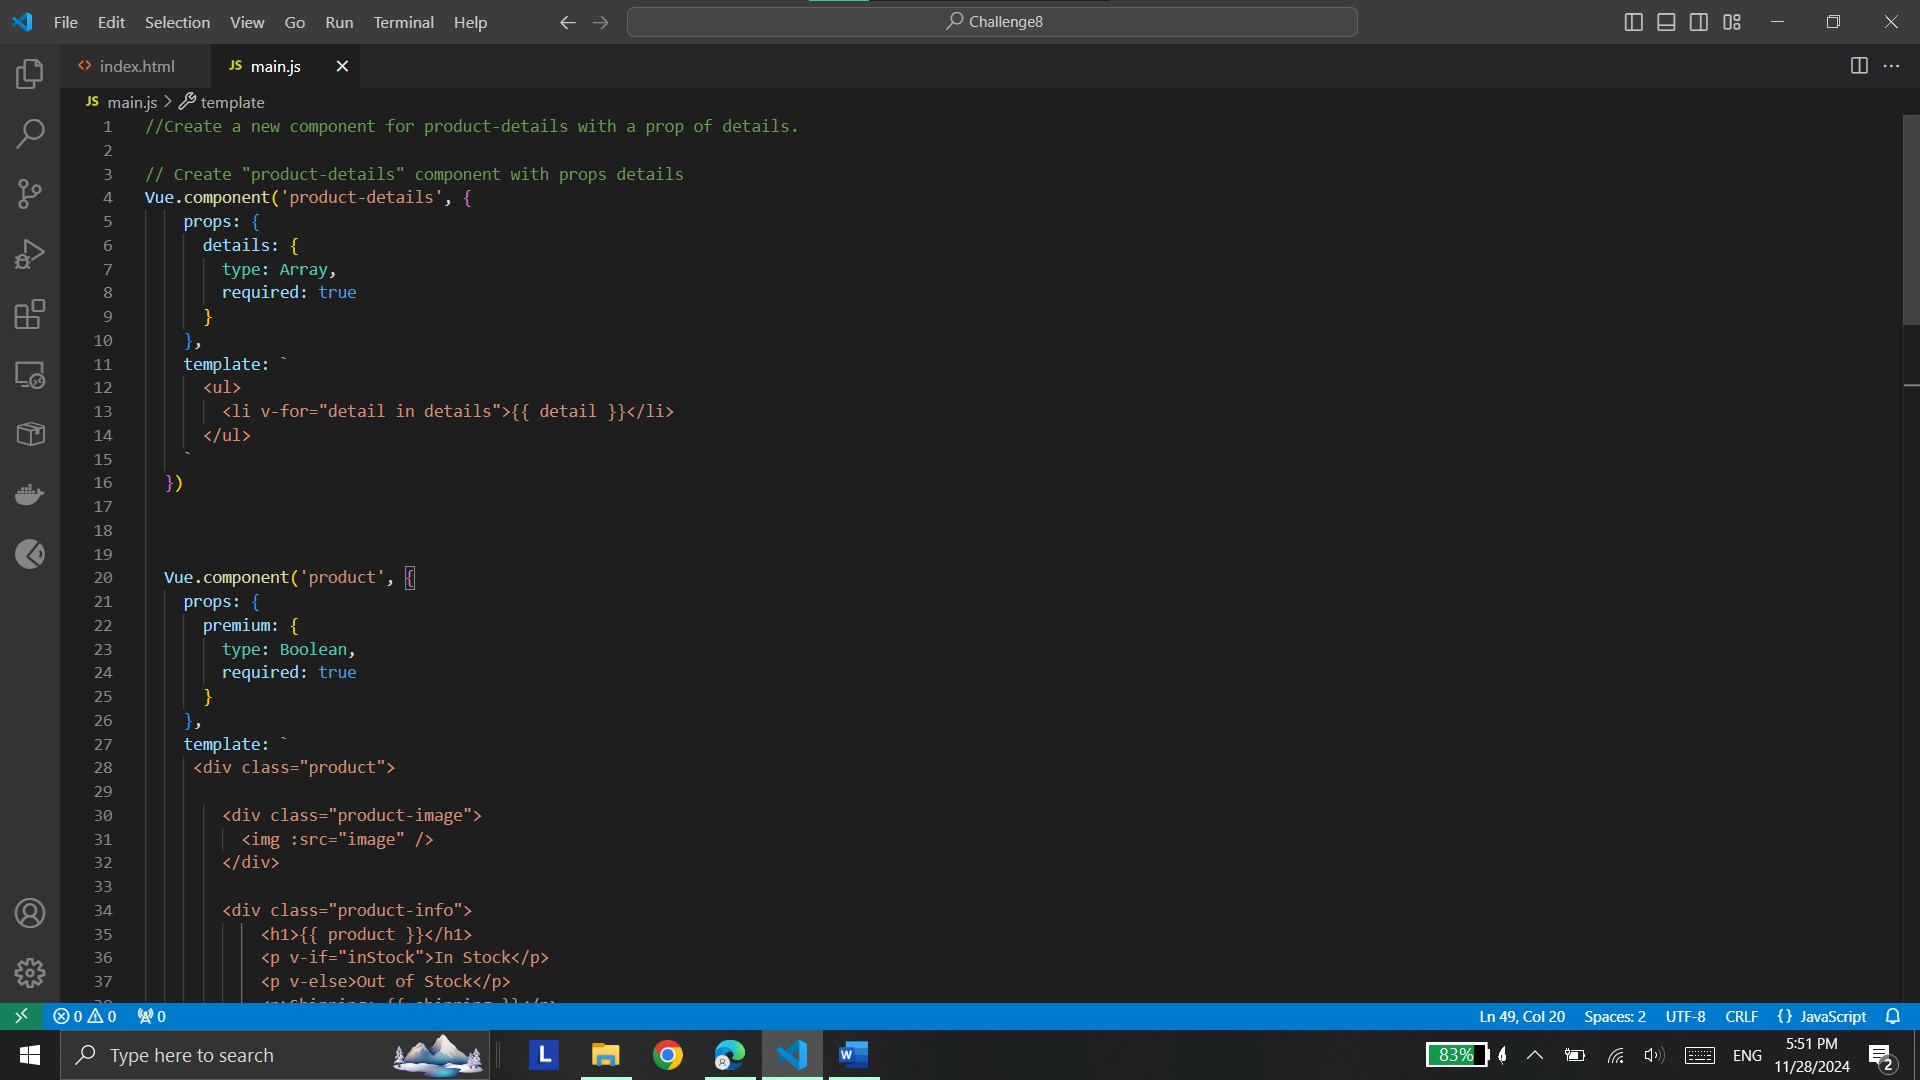 File Edit Selection View Go Run Terminal Help Challenge8
index.html JS main.js
JS main.js > template
1 //Create a new component for product-details with a prop of details.
2
3 // Create "product-details" component with props details
4 Vue.component('product-details', {
5 props: {
6 details: {
7 type: Array,
8 required: true
9 }
10 },
11 template: `
12 <ul>
13 <li v-for="detail in details">{{ detail }}</li>
14 </ul>
15 `
16 })
17
18
19
20 Vue.component('product', {
21 props: {
22 premium: {
23 type: Boolean,
24 required: true
25 }
26 },
27 template: `
28 <div class="product">
29
30 <div class="product-image">
31 <img :src="image" />
32 </div>
33
34 <div class="product-info">
35 <h1>{{ product }}</h1>
36 <p v-if="inStock">In Stock</p>
37 <p v-else>Out of Stock</p>
38 <p>Shipping: {{ shipping }}</p>
0 0 0 Ln 49, Col 20 Spaces: 2 UTF-8 CRLF {} JavaScript
Type here to search L W 83% ENG 5:51 PM
11/28/2024 2